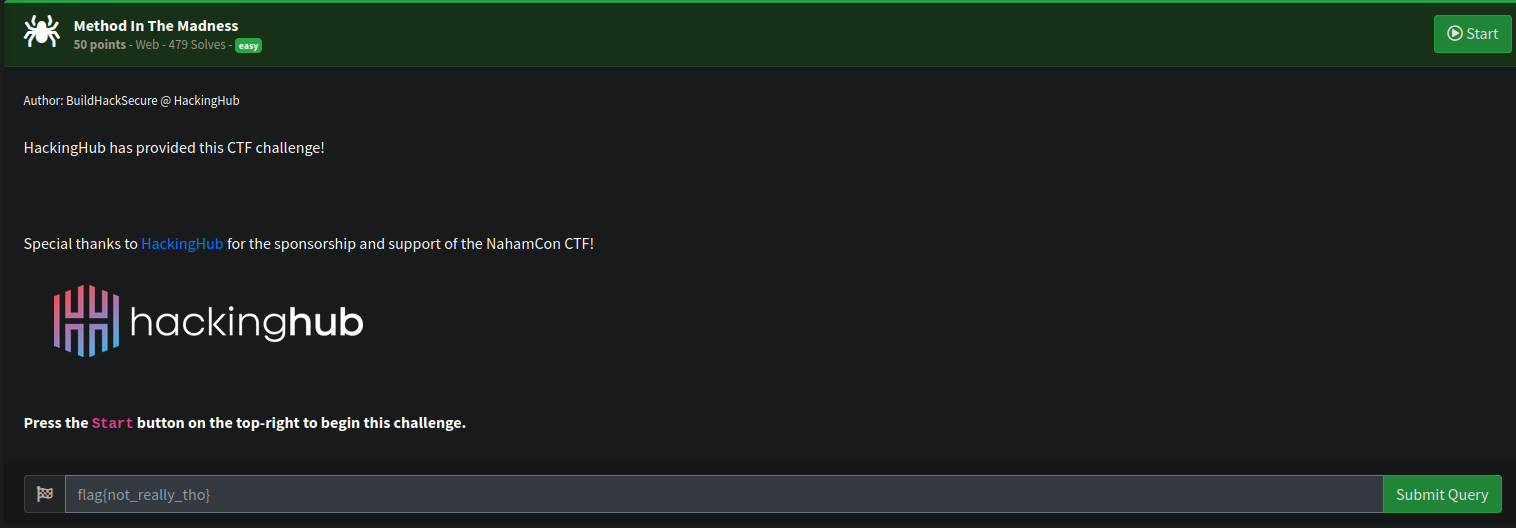 Method In The Madness
50 points - Web - 479 Solves - easy
Start
Author: BuildHackSecure @ HackingHub
HackingHub has provided this CTF challenge!
Special thanks to HackingHub for the sponsorship and support of the NahamCon CTF!
hackinghub
Press the Start button on the top-right to begin this challenge.
flag{not_really_tho}
Submit Query